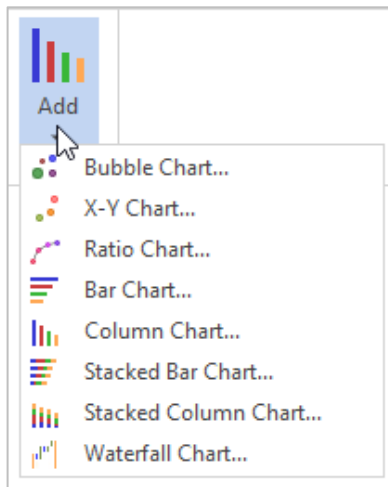 Add
Bubble Chart...
X-Y Chart...
Ratio Chart...
Bar Chart...
Column Chart...
Stacked Bar Chart...
Stacked Column Chart...
Waterfall Chart...